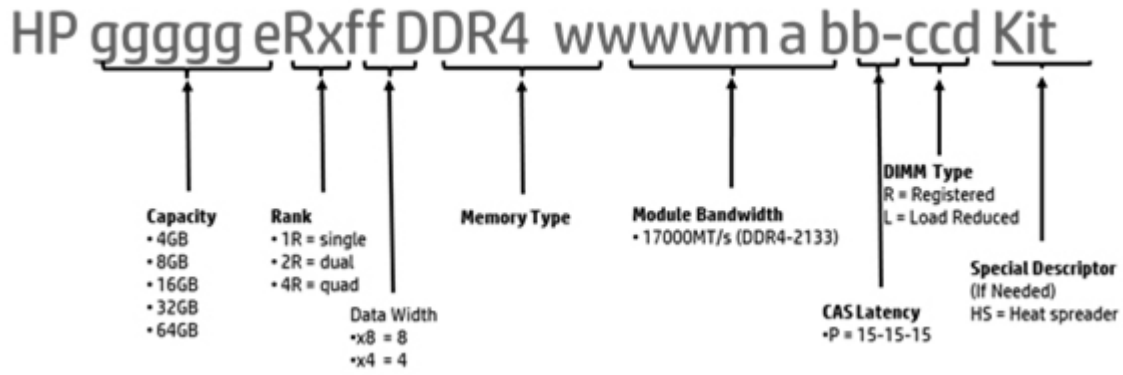 HP ggggg eRxff DDR4 wwwwm a bb-ccd Kit
Capacity
• 4GB
• 8GB
• 16GB
• 32GB
• 64GB
Rank
• 1R = single
• 2R = dual
• 4R = quad
Data Width
•x8 = 8
•x4 = 4
Memory Type
Module Bandwidth
• 17000MT/s (DDR4-2133)
CAS Latency
•P = 15-15-15
DIMM Type
R = Registered
L = Load Reduced
Special Descriptor
(If Needed)
HS = Heat spreader